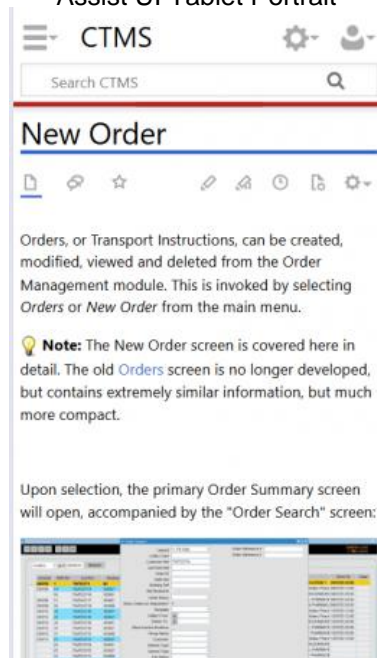 Assist UI Tablet Portrait
CTMS
Search CTMS
New Order
Orders, or Transport Instructions, can be created,
modified, viewed and deleted from the Order
Management module. This is invoked by selecting
Orders or New Order from the main menu.
Note: The New Order screen is covered here in
detail. The old Orders screen is no longer developed,
but contains extremely similar information, but much
more compact.
Upon selection, the primary Order Summary screen
will open, accompanied by the "Order Search" screen: